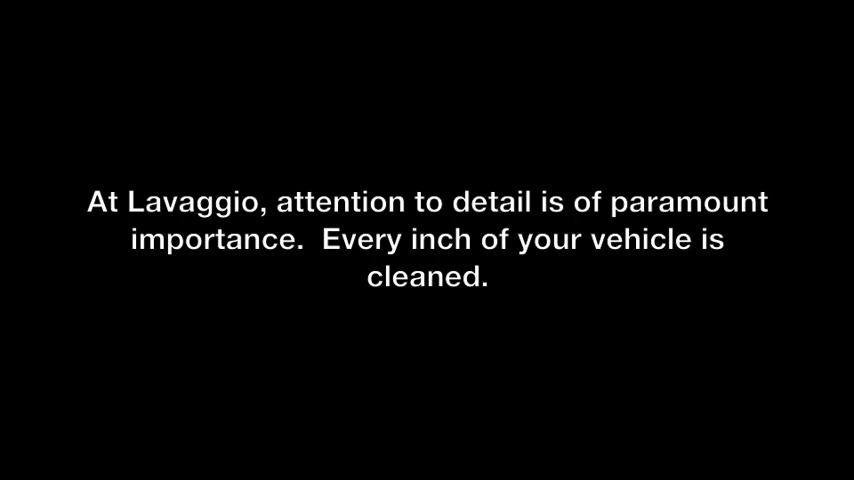 At Lavaggio, attention to detail is of paramount
importance.  Every inch of your vehicle is
cleaned.